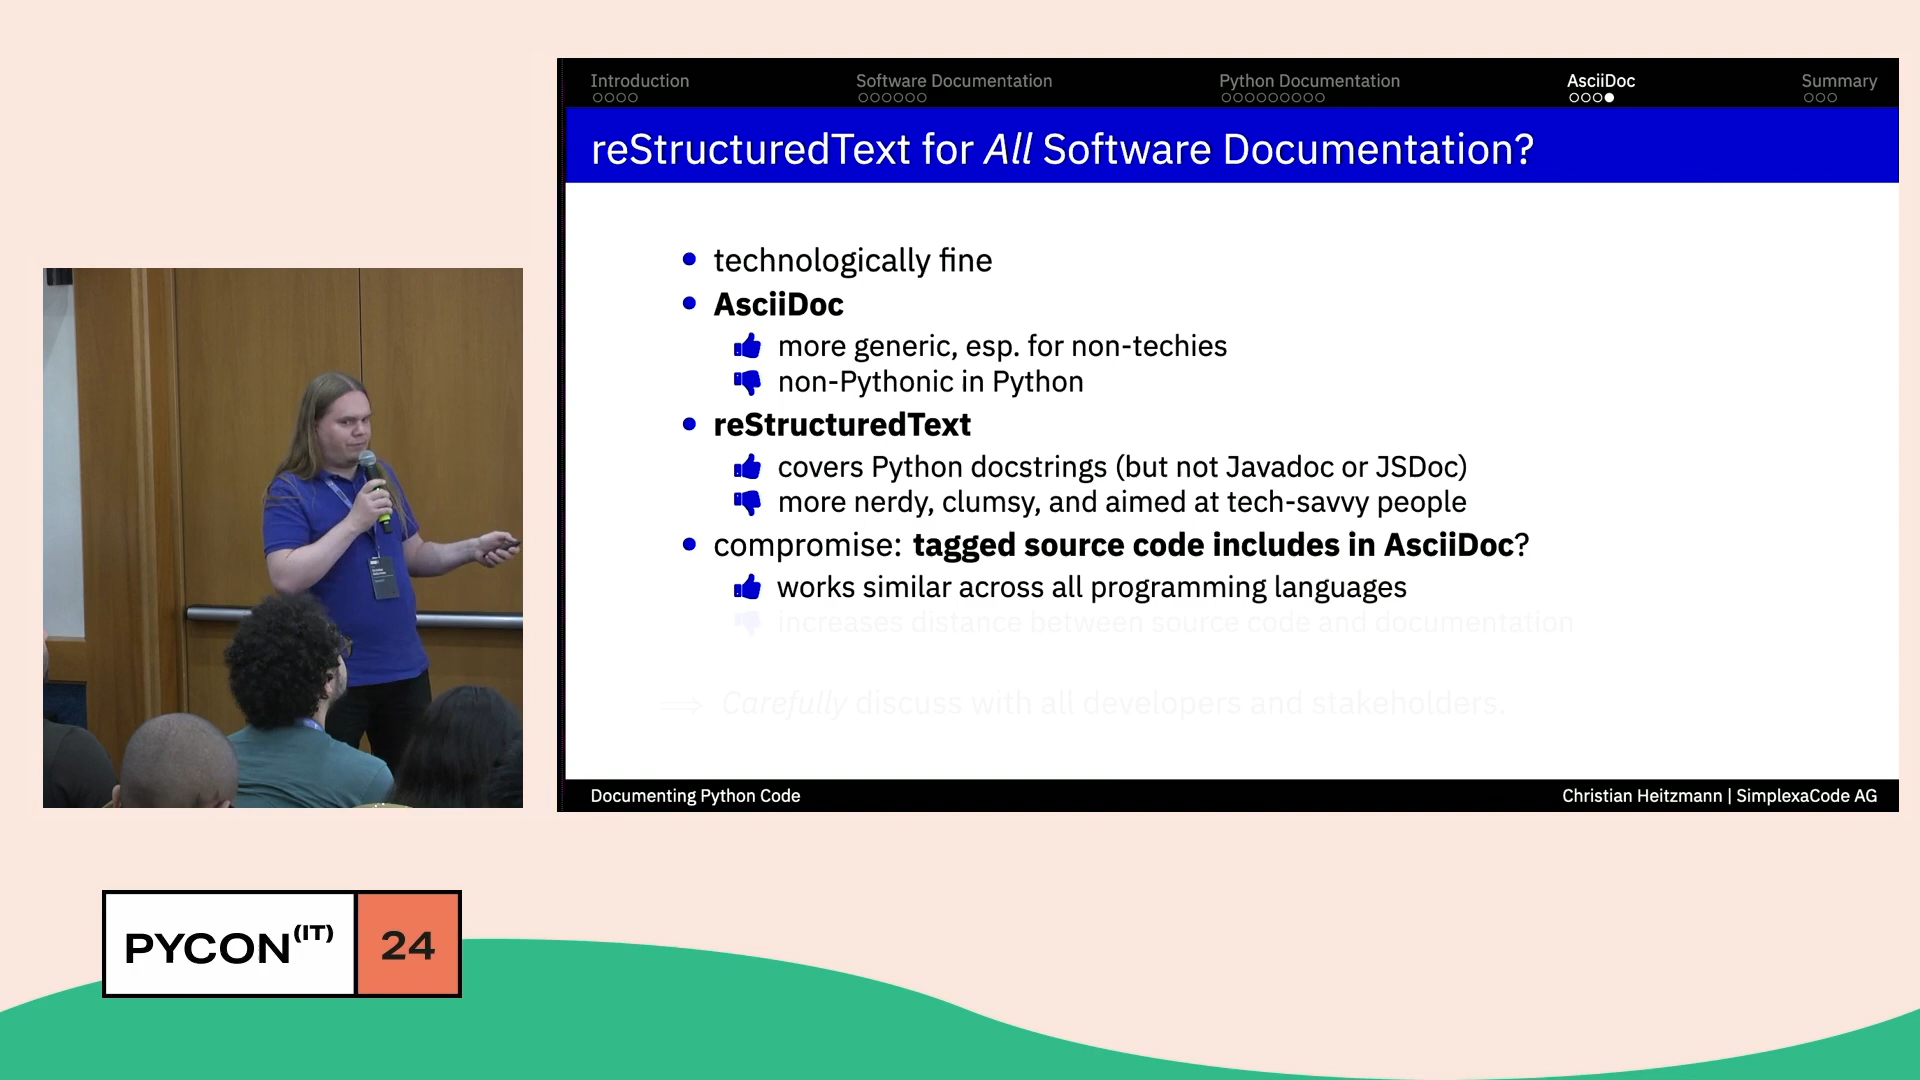 Introduction
Software Documentation
Python Documentation
AsciiDoc
Summary
reStructuredText for All Software Documentation?
technologically fine
AsciiDoc
more generic, esp. for non-techies
non-Pythonic in Python
reStructuredText
covers Python docstrings (but not Javadoc or JSDoc)
more nerdy, clumsy, and aimed at tech-savvy people
compromise: tagged source code includes in AsciiDoc?
works similar across all programming languages
increases distance between source code and documentation
⟹ Carefully discuss with all developers and stakeholders.
Documenting Python Code
Christian Heitzmann | SimplexaCode AG
PYCON(IT) 24